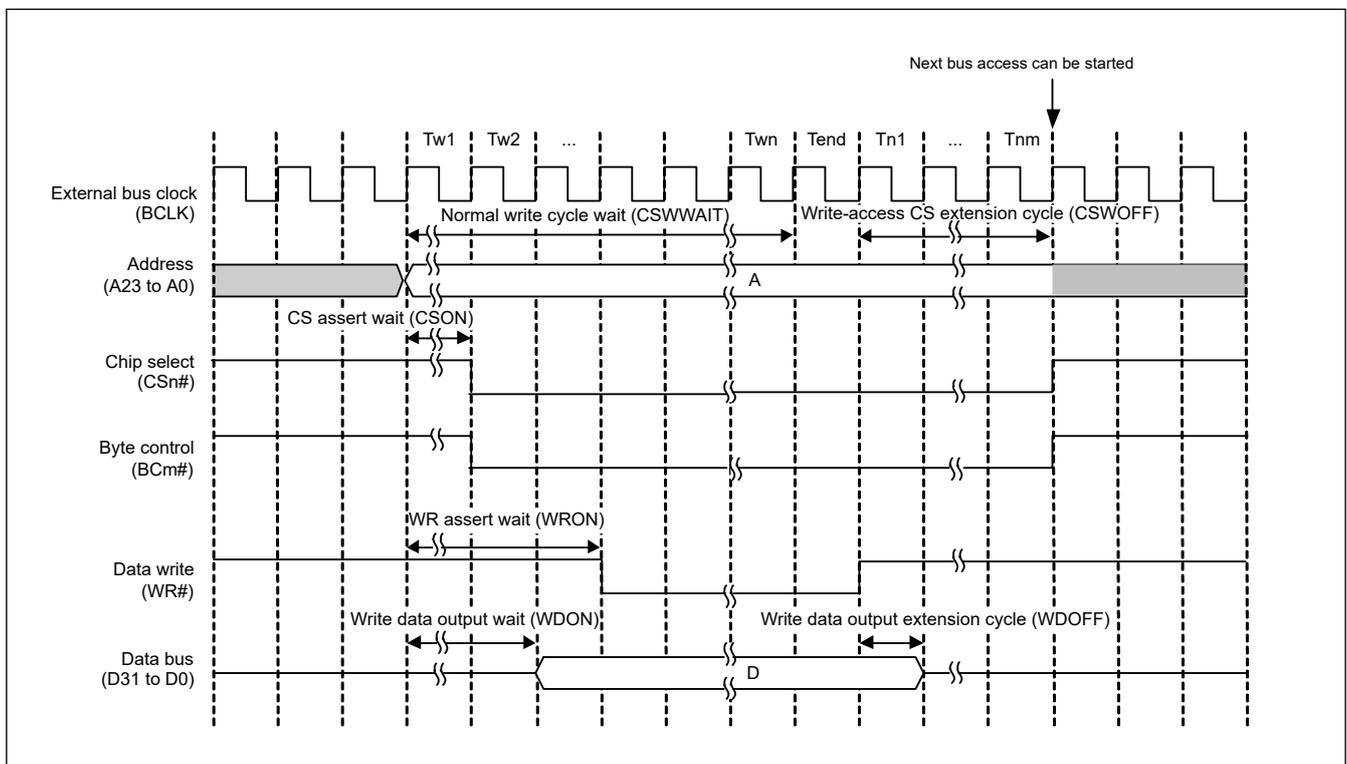 Next bus access can be started
Tw1 Tw2 ... Twn Tend Tn1 ... Tnm
External bus clock
(BCLK)
Normal write cycle wait (CSWWAIT)
Write-access CS extension cycle (CSWOFF)
Address
(A23 to A0)
A
CS assert wait (CSON)
Chip select
(CSn#)
Byte control
(BCm#)
WR assert wait (WRON)
Data write
(WR#)
Write data output wait (WDON)
Write data output extension cycle (WDOFF)
Data bus
(D31 to D0)
D